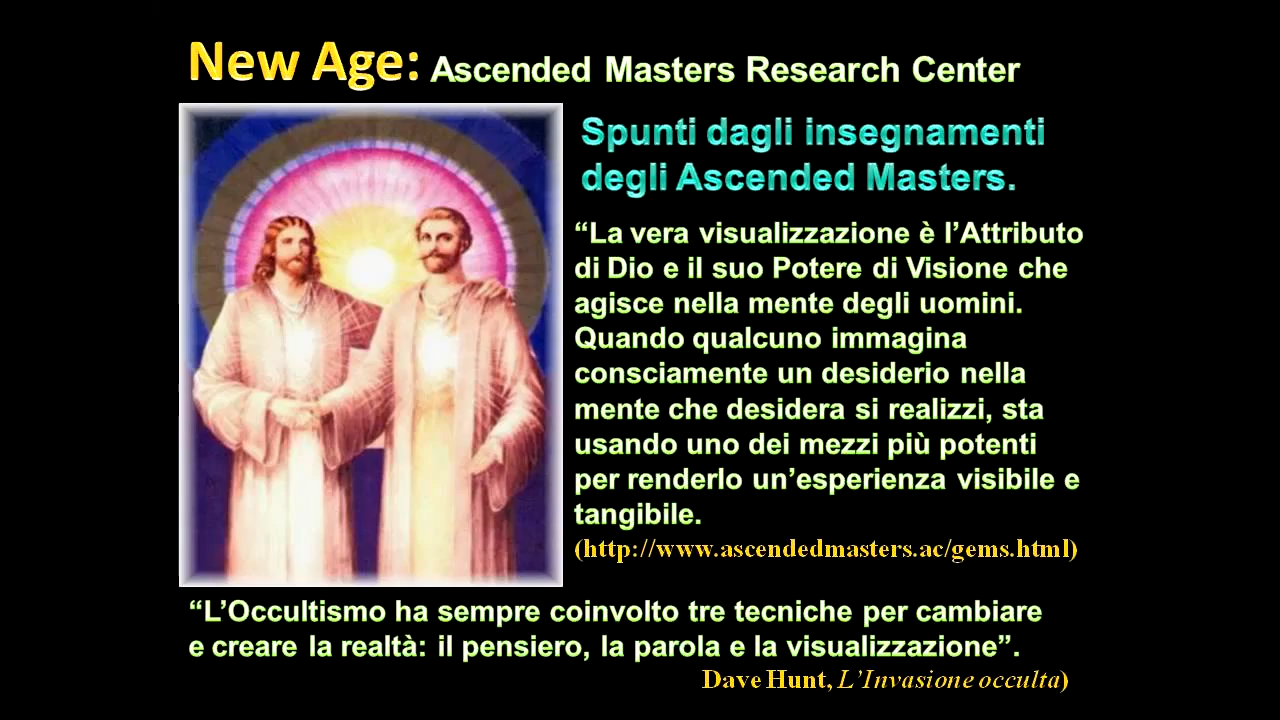 New Age: Ascended Masters Research Center
Spunti dagli insegnamenti
degli Ascended Masters.
“La vera visualizzazione è l’Attributo
di Dio e il suo Potere di Visione che
agisce nella mente degli uomini.
Quando qualcuno immagina
consciamente un desiderio nella
mente che desidera si realizzi, sta
usando uno dei mezzi più potenti
per renderlo un’esperienza visibile e
tangibile.
(http://www.ascendedmasters.ac/gems.html)
“L’Occultismo ha sempre coinvolto tre tecniche per cambiare
e creare la realtà: il pensiero, la parola e la visualizzazione”.
Dave Hunt, L’Invasione occulta)